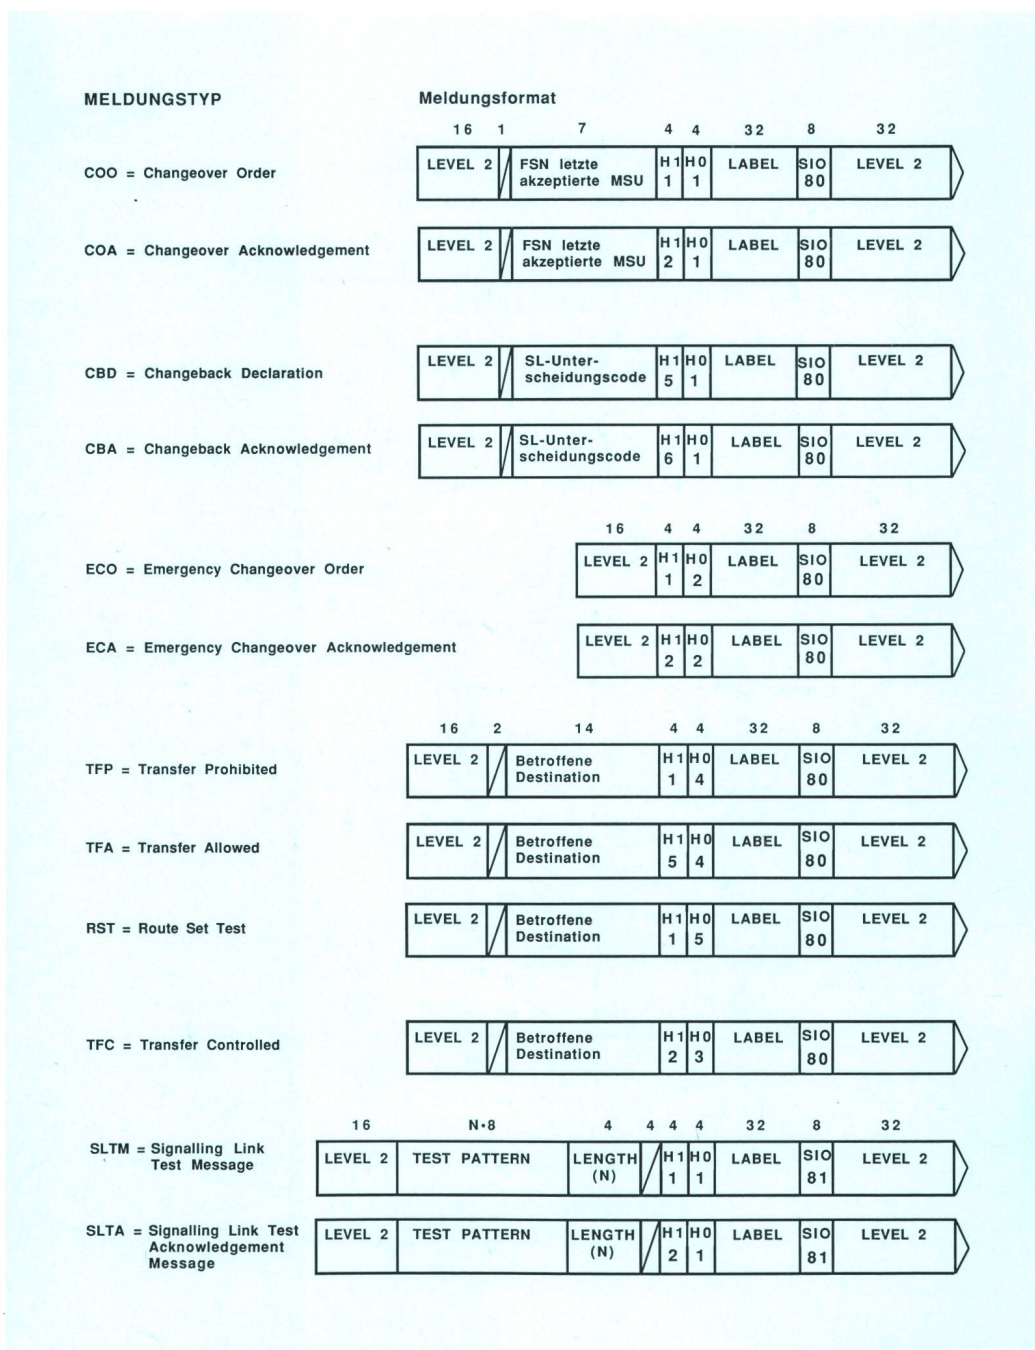 MELDUNGSTYP Meldungsformat
16 1 7 4 4 32 8 32
COO = Changeover Order
LEVEL 2 FSN letzte akzeptierte MSU H1 1 H0 1 LABEL SIO 80 LEVEL 2
COA = Changeover Acknowledgement
LEVEL 2 FSN letzte akzeptierte MSU H1 2 H0 1 LABEL SIO 80 LEVEL 2
CBD = Changeback Declaration
LEVEL 2 SL-Unter- scheidungscode H1 5 H0 1 LABEL SIO 80 LEVEL 2
CBA = Changeback Acknowledgement
LEVEL 2 SL-Unter- scheidungscode H1 6 H0 1 LABEL SIO 80 LEVEL 2
16 4 4 32 8 32
ECO = Emergency Changeover Order
LEVEL 2 H1 1 H0 2 LABEL SIO 80 LEVEL 2
ECA = Emergency Changeover Acknowledgement
LEVEL 2 H1 2 H0 2 LABEL SIO 80 LEVEL 2
16 2 14 4 4 32 8 32
TFP = Transfer Prohibited
LEVEL 2 Betroffene Destination H1 1 H0 4 LABEL SIO 80 LEVEL 2
TFA = Transfer Allowed
LEVEL 2 Betroffene Destination H1 5 H0 4 LABEL SIO 80 LEVEL 2
RST = Route Set Test
LEVEL 2 Betroffene Destination H1 1 H0 5 LABEL SIO 80 LEVEL 2
TFC = Transfer Controlled
LEVEL 2 Betroffene Destination H1 2 H0 3 LABEL SIO 80 LEVEL 2
16 N·8 4 4 4 4 32 8 32
SLTM = Signalling Link
Test Message
LEVEL 2 TEST PATTERN LENGTH (N) H1 1 H0 1 LABEL SIO 81 LEVEL 2
SLTA = Signalling Link Test
Acknowledgement
Message
LEVEL 2 TEST PATTERN LENGTH (N) H1 2 H0 1 LABEL SIO 81 LEVEL 2